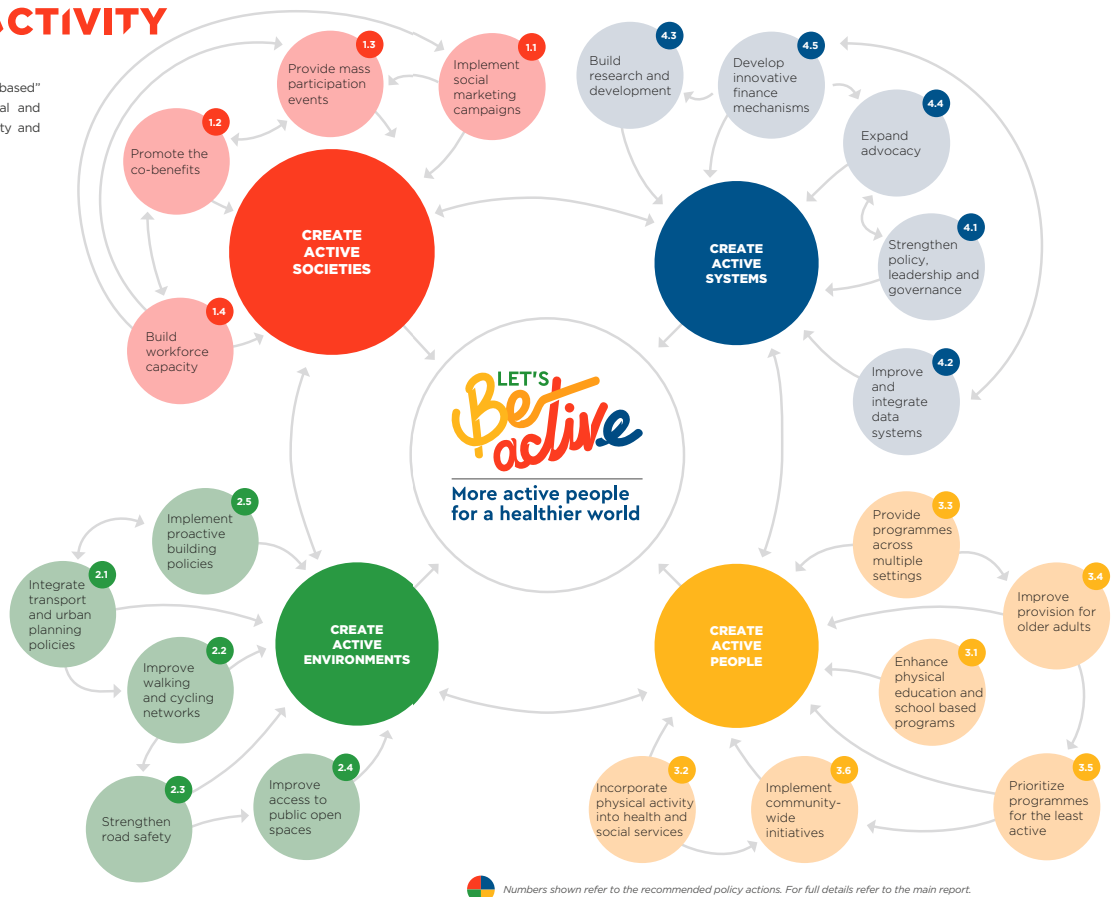 ACTIVITY
based”
al and
ty and
1.3
Provide mass
participation
events
1.1
Implement
social
marketing
campaigns
1.2
Promote the
co-benefits
1.4
Build
workforce
capacity
CREATE
ACTIVE
SOCIETIES
4.3
Build
research and
development
4.5
Develop
innovative
finance
mechanisms
4.4
Expand
advocacy
4.1
Strengthen
policy,
leadership and
governance
4.2
Improve
and
integrate
data
systems
CREATE
ACTIVE
SYSTEMS
LET'S
Be
active
More active people
for a healthier world
2.5
Implement
proactive
building
policies
2.1
Integrate
transport
and urban
planning
policies
2.2
Improve
walking
and cycling
networks
2.3
Strengthen
road safety
2.4
Improve
access to
public open
spaces
CREATE
ACTIVE
ENVIRONMENTS
CREATE
ACTIVE
PEOPLE
3.3
Provide
programmes
across
multiple
settings
3.4
Improve
provision for
older adults
3.1
Enhance
physical
education and
school based
programs
3.5
Prioritize
programmes
for the least
active
3.2
Incorporate
physical activity
into health and
social services
3.6
Implement
community-
wide
initiatives
Numbers shown refer to the recommended policy actions. For full details refer to the main report.